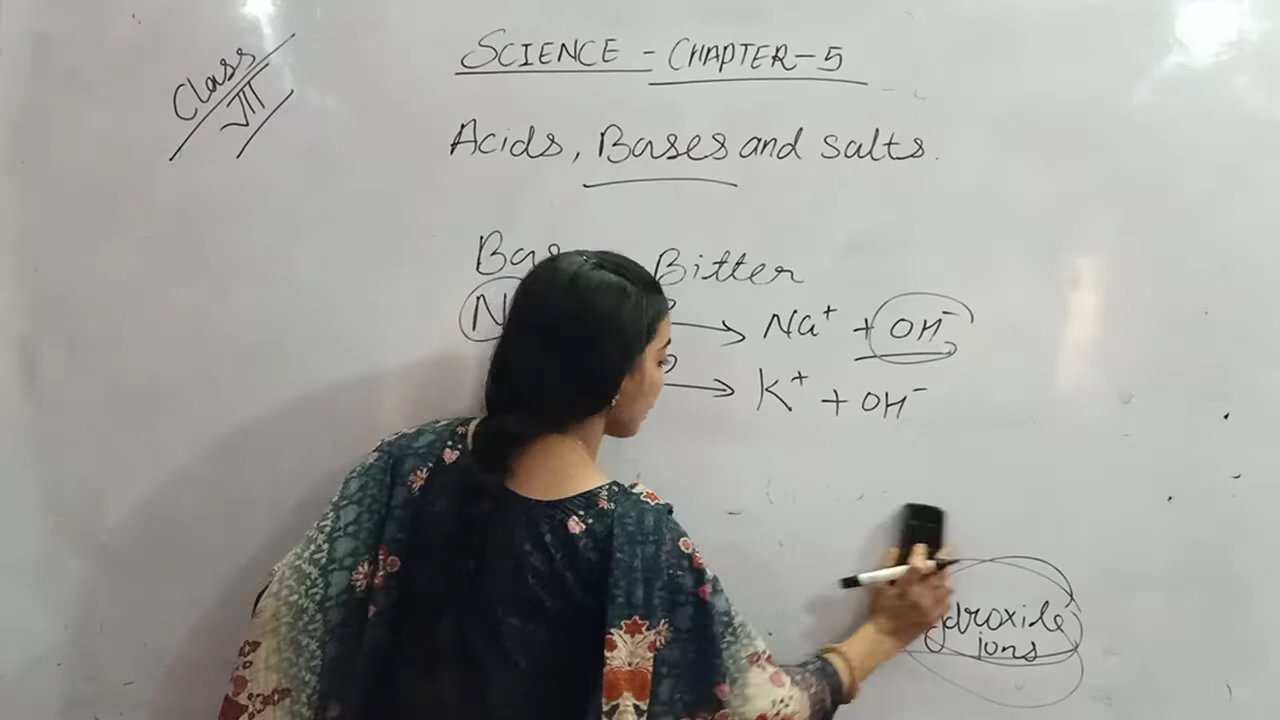 Class
VII
SCIENCE - CHAPTER-5
Acids, Bases and salts.
Bitter
Na⁺ + OH⁻
K⁺ + OH⁻
ions